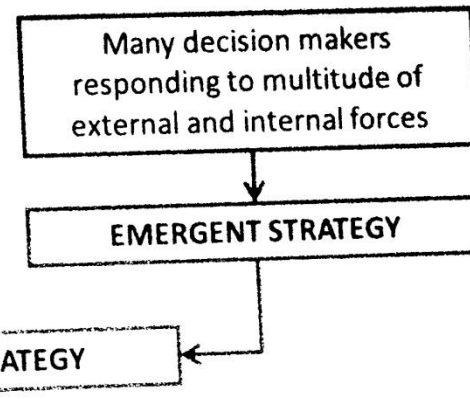 Many decision makers
responding to multitude of
external and internal forces
EMERGENT STRATEGY
ATEGY